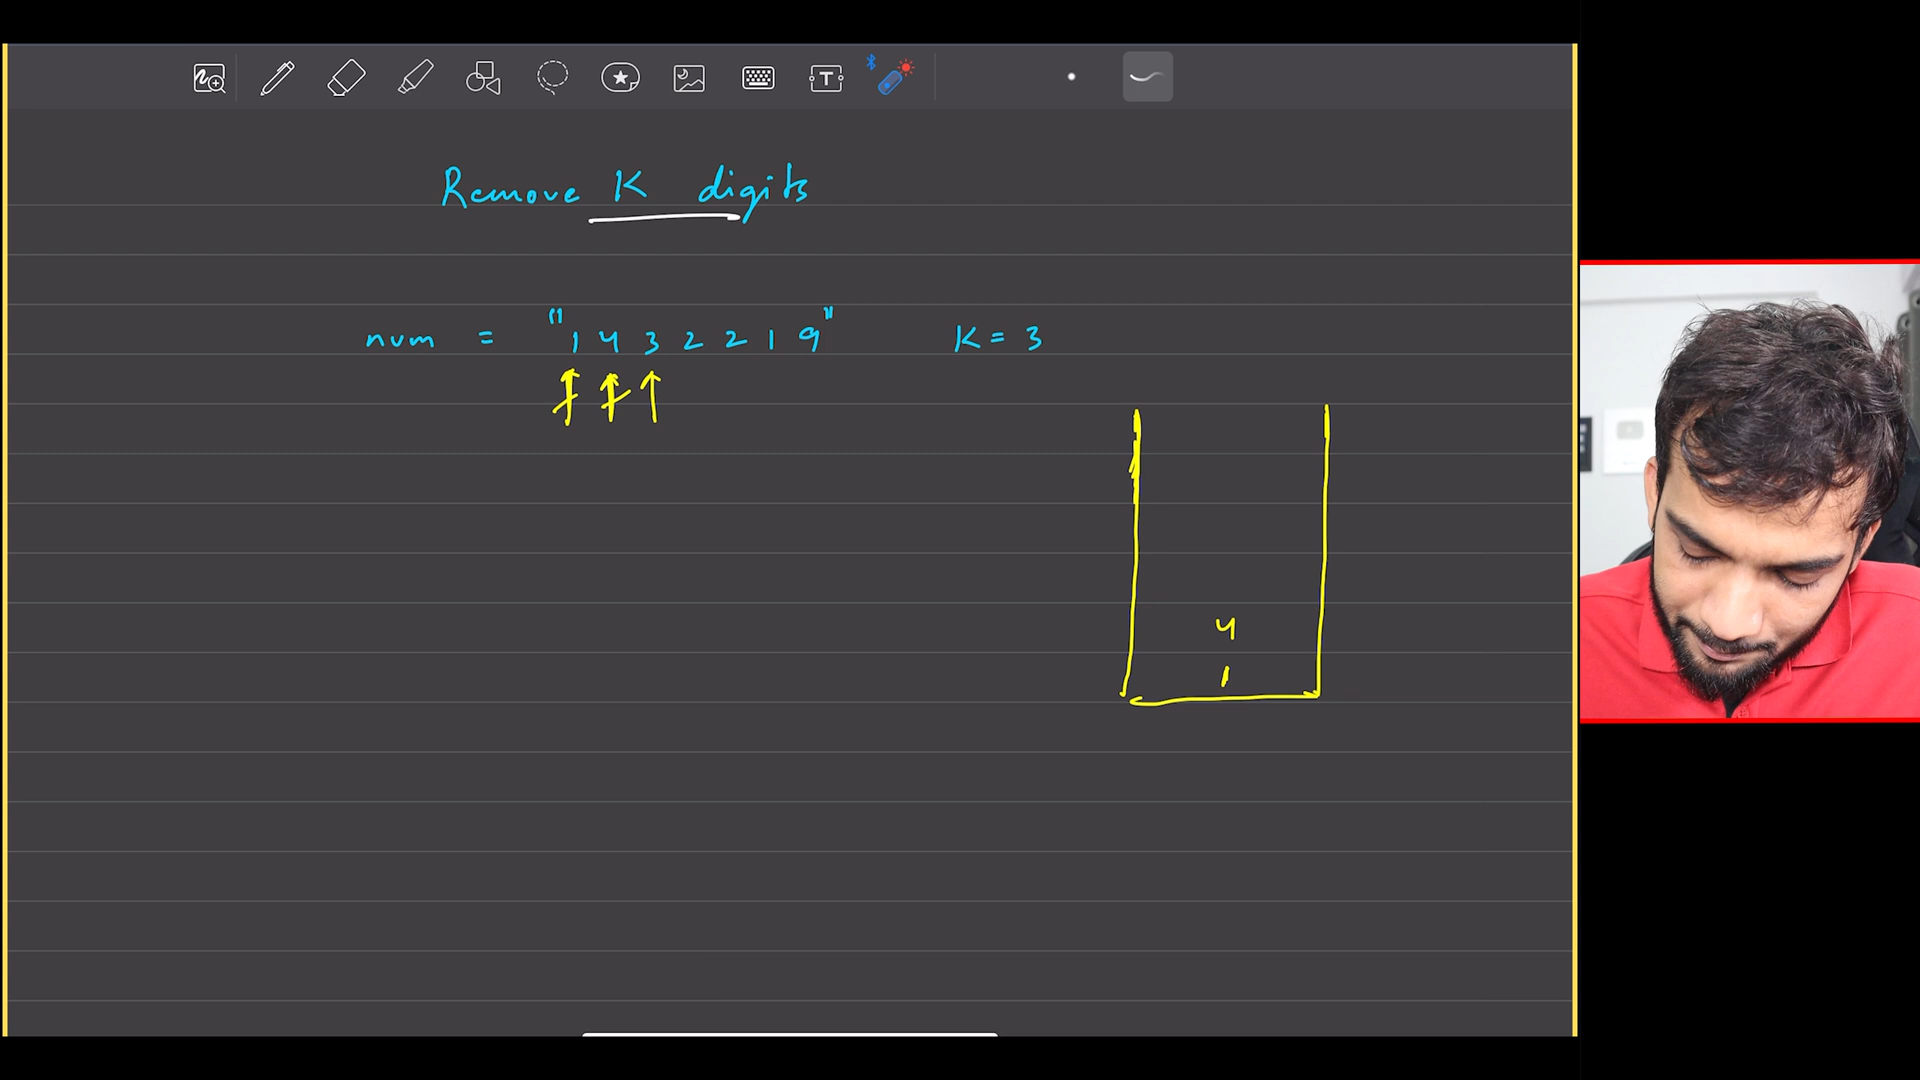 Remove K digits
num = "1432219" K = 3
4
1